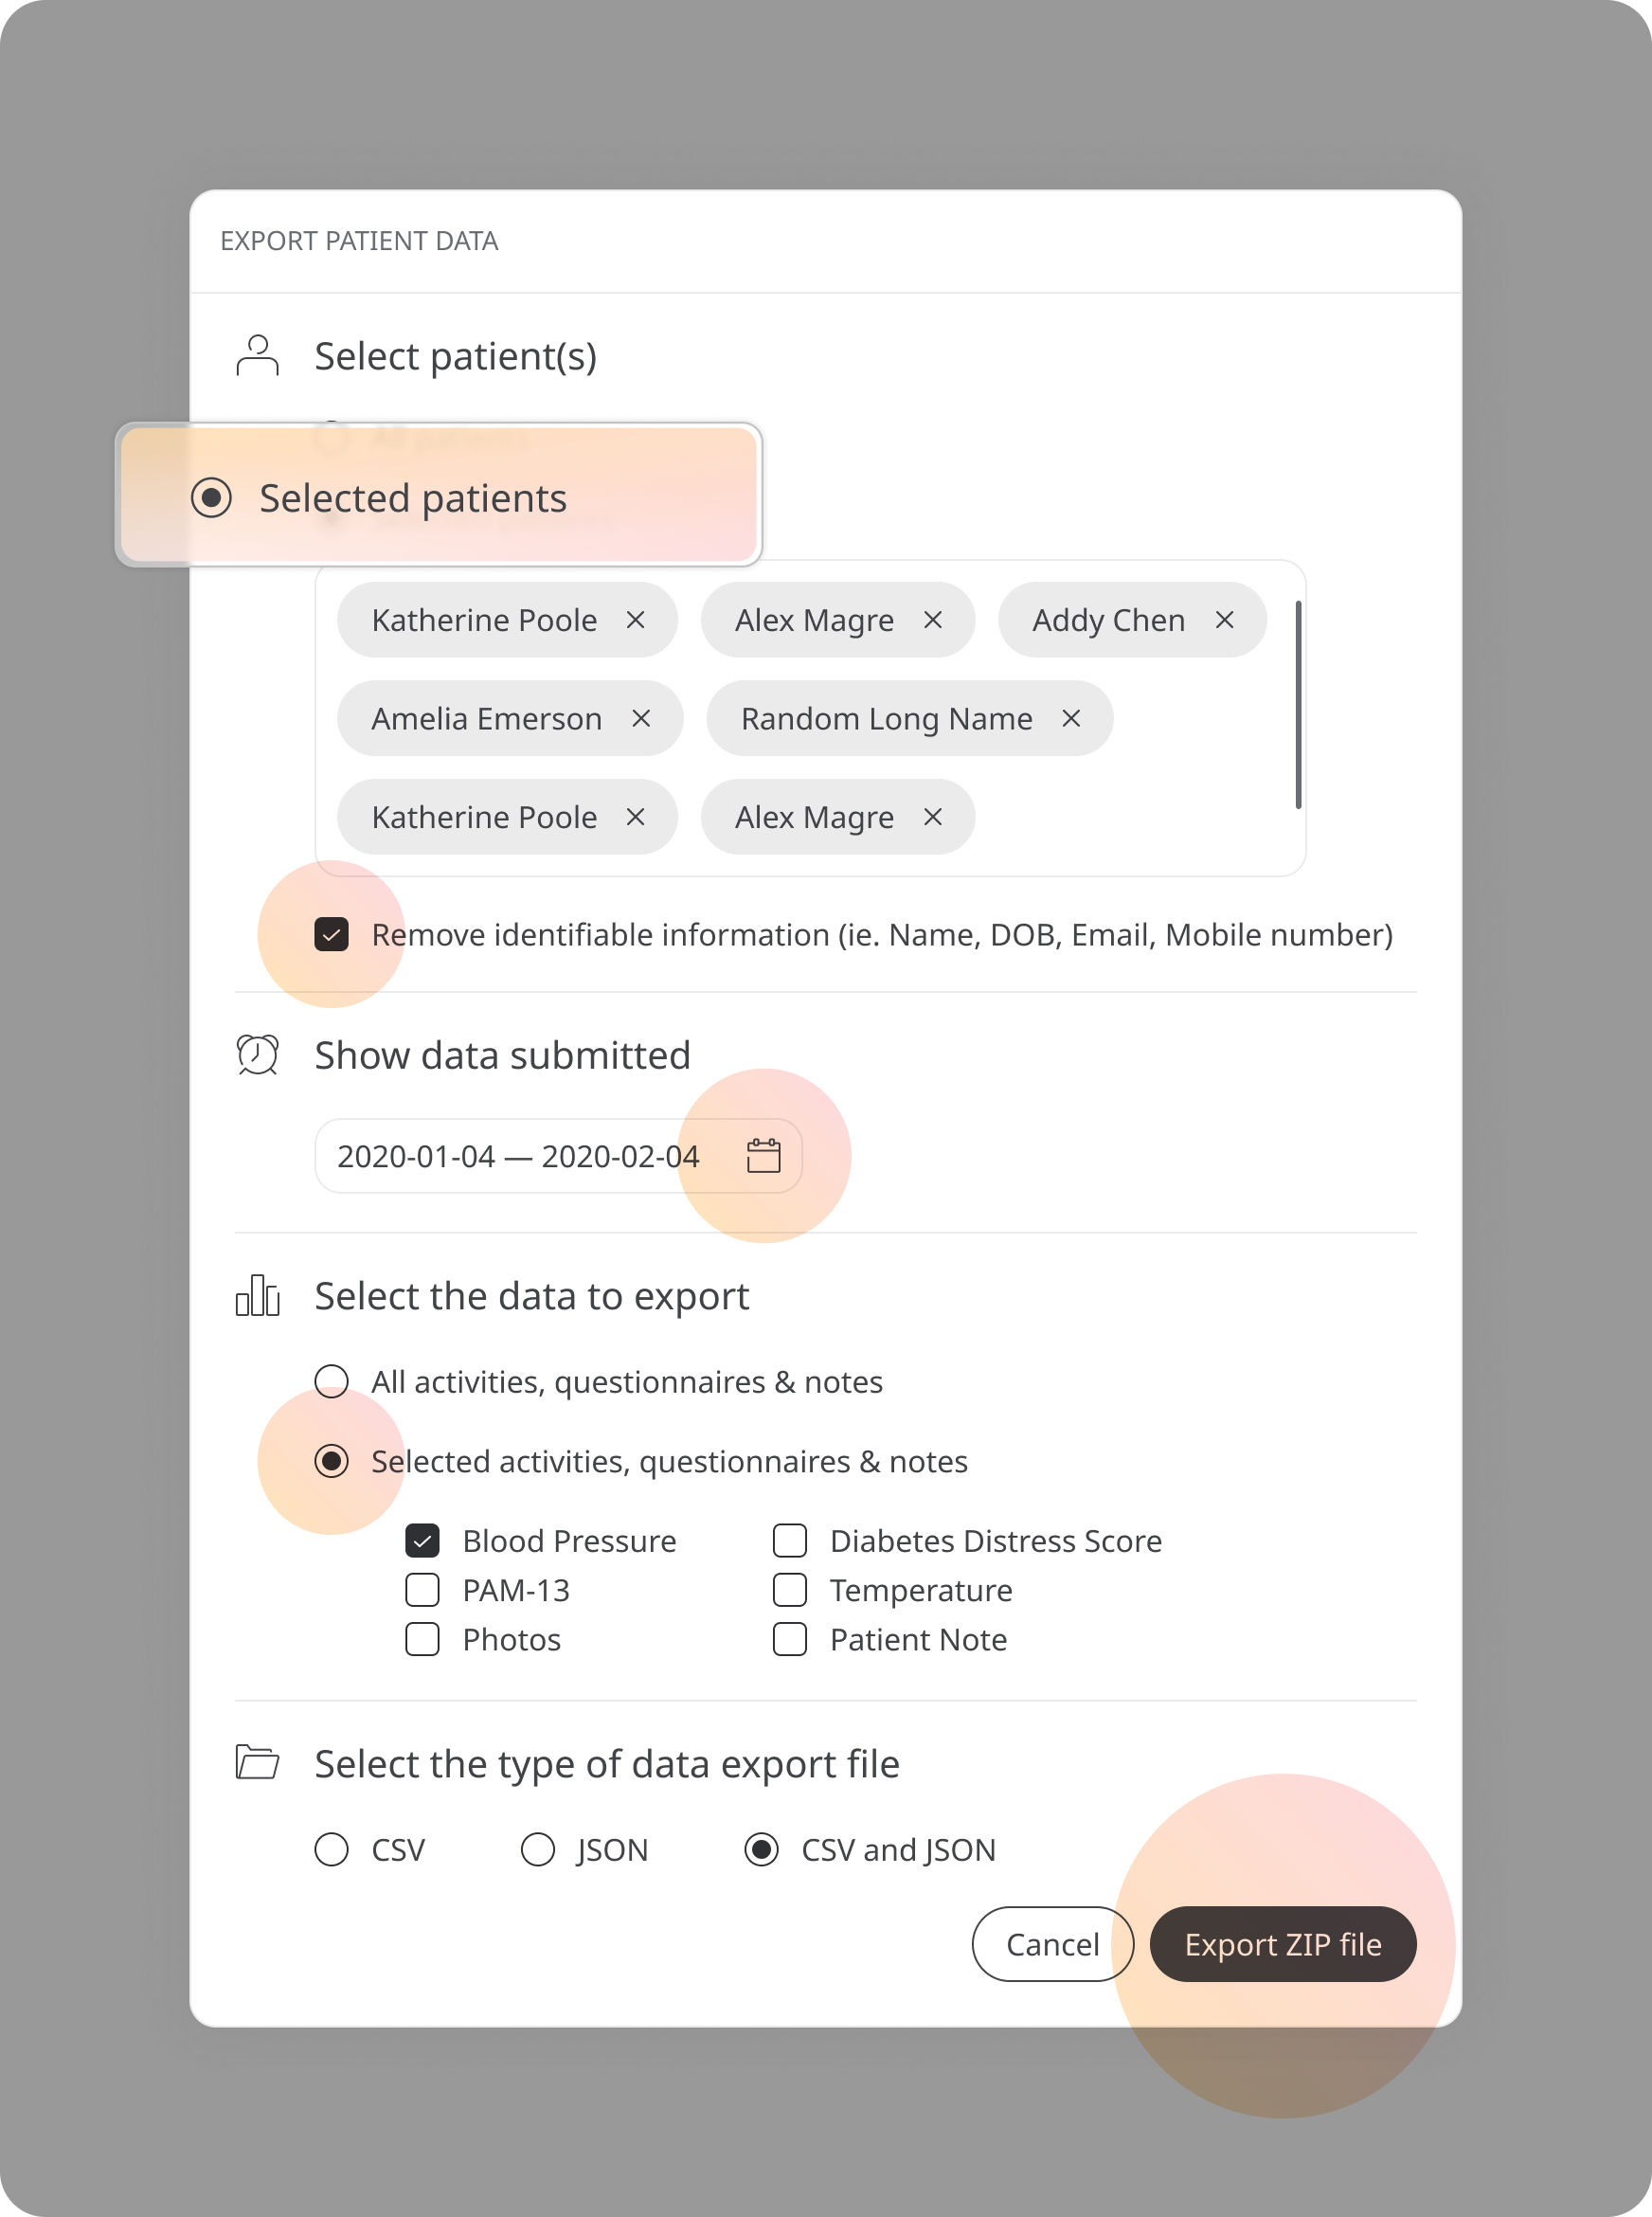 EXPORT PATIENT DATA
Select patient(s)
All patients
Selected patients
Katherine Poole Alex Magre Addy Chen
Amelia Emerson Random Long Name
Katherine Poole Alex Magre
Remove identifiable information (ie. Name, DOB, Email, Mobile number)
Show data submitted
2020-01-04 — 2020-02-04
Select the data to export
All activities, questionnaires & notes
Selected activities, questionnaires & notes
Blood Pressure Diabetes Distress Score
PAM-13 Temperature
Photos Patient Note
Select the type of data export file
CSV JSON CSV and JSON
Cancel Export ZIP file